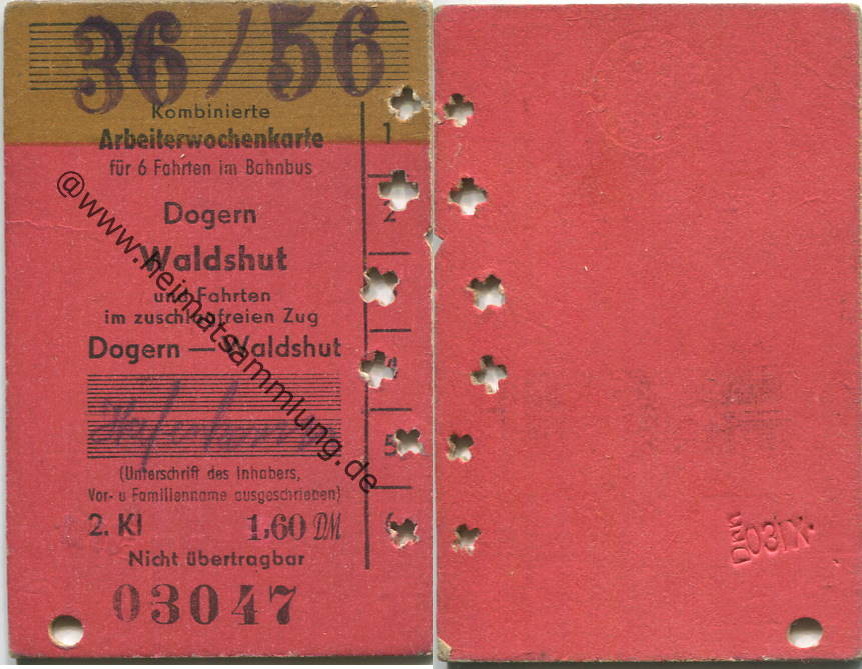 36/56
Kombinierte
Arbeiterwochenkarte
für 6 Fahrten im Bahnbus
Dogern
Waldshut
und Fahrten
im zuschlagfreien Zug
Dogern — Waldshut
(Unterschrift des Inhabers,
Vor- u Familienname ausgeschrieben)
2. Kl 1.60 DM
Nicht übertragbar
03047
1
2
4
5
6
@www.heimatsammlung.de